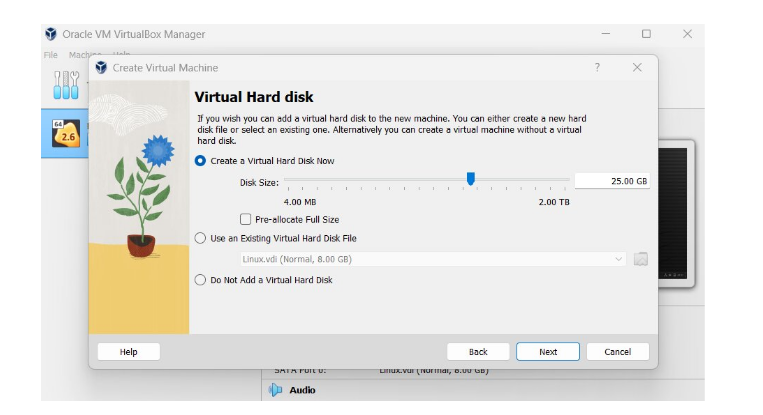 Oracle VM VirtualBox Manager
File Machine Help
Create Virtual Machine
?
64
2.6
Virtual Hard disk
If you wish you can add a virtual hard disk to the new machine. You can either create a new hard
disk file or select an existing one. Alternatively you can create a virtual machine without a virtual
hard disk.
Create a Virtual Hard Disk Now
Disk Size:
25.00 GB
4.00 MB
2.00 TB
Pre-allocate Full Size
Use an Existing Virtual Hard Disk File
Linux.vdi (Normal, 8.00 GB)
Do Not Add a Virtual Hard Disk
Help
Back
Next
Cancel
SATA Port 0:
Linux.vdi (Normal, 8.00 GB)
Audio